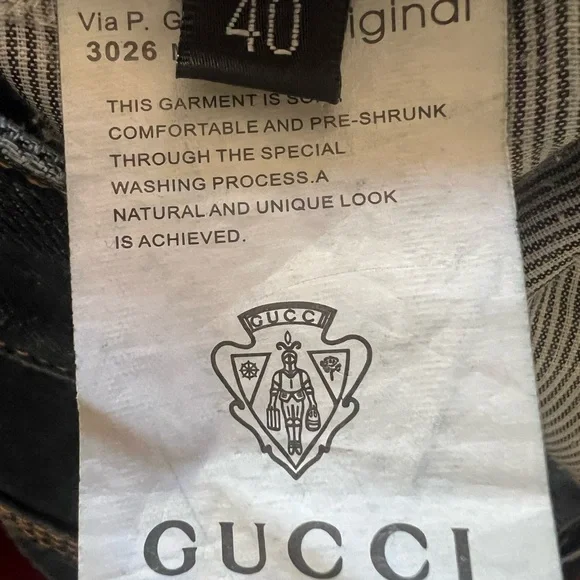 Via P. G
40
iginal
3026
THIS GARMENT IS
COMFORTABLE AND PRE-SHRUNK
THROUGH THE SPECIAL
WASHING PROCESS.A
NATURAL AND UNIQUE LOOK
IS ACHIEVED.
GUCCI
GUCCI